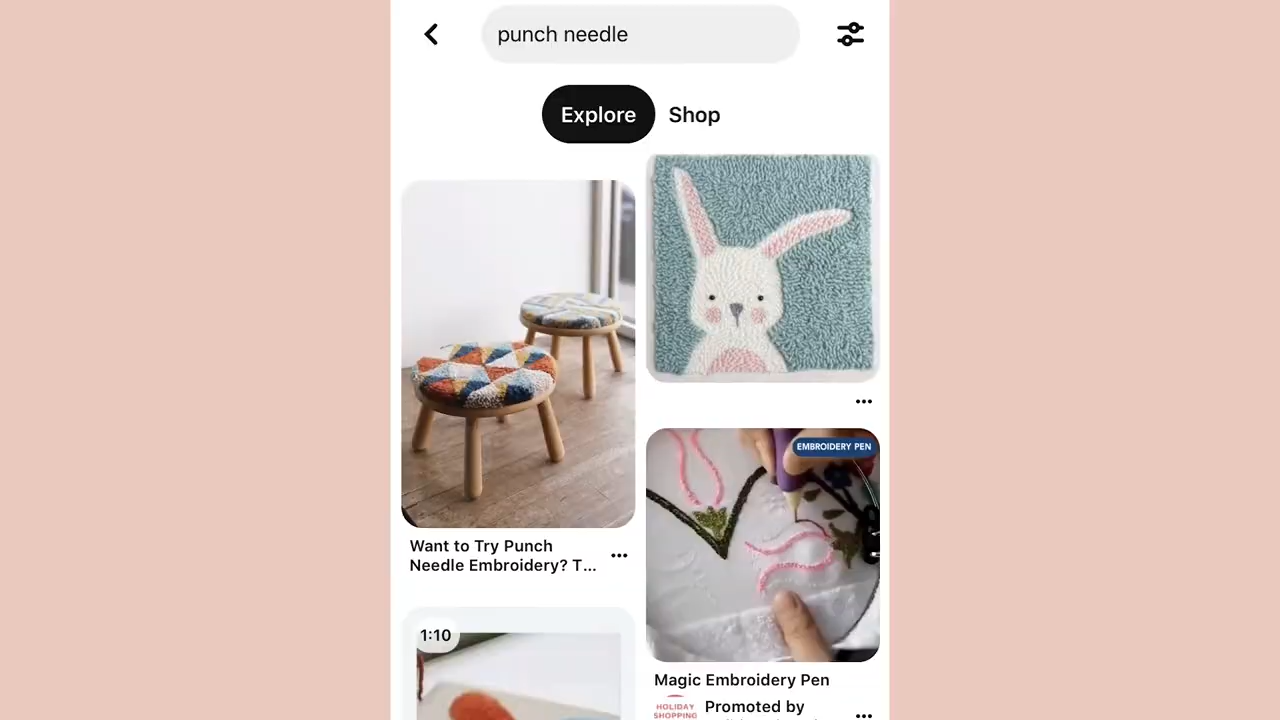 punch needle
Explore
Shop
Want to Try Punch
Needle Embroidery? T...
1:10
EMBROIDERY PEN
Magic Embroidery Pen
HOLIDAY
SHOPPING
Promoted by